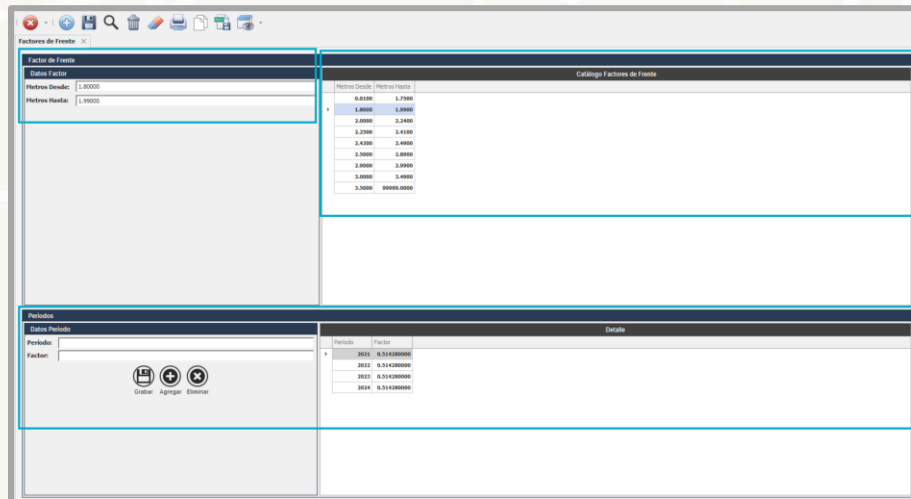 Factores de Frente
Factor de Frente
Datos Factor
Metros Desde: 1.80000
Metros Hasta: 1.99000
Catálogo Factores de Frente
Metros Desde Metros Hasta
0.0100 1.7500
1.8000 1.9900
2.0000 2.2400
2.2500 2.4100
2.4200 2.4900
2.5000 2.8900
2.9000 2.9900
3.0000 3.4900
3.5000 99999.0000
Periodos
Datos Periodo
Periodo:
Factor:
Grabar Agregar Eliminar
Detalle
Periodo Factor
2021 0.514280000
2022 0.514280000
2023 0.514280000
2024 0.514280000